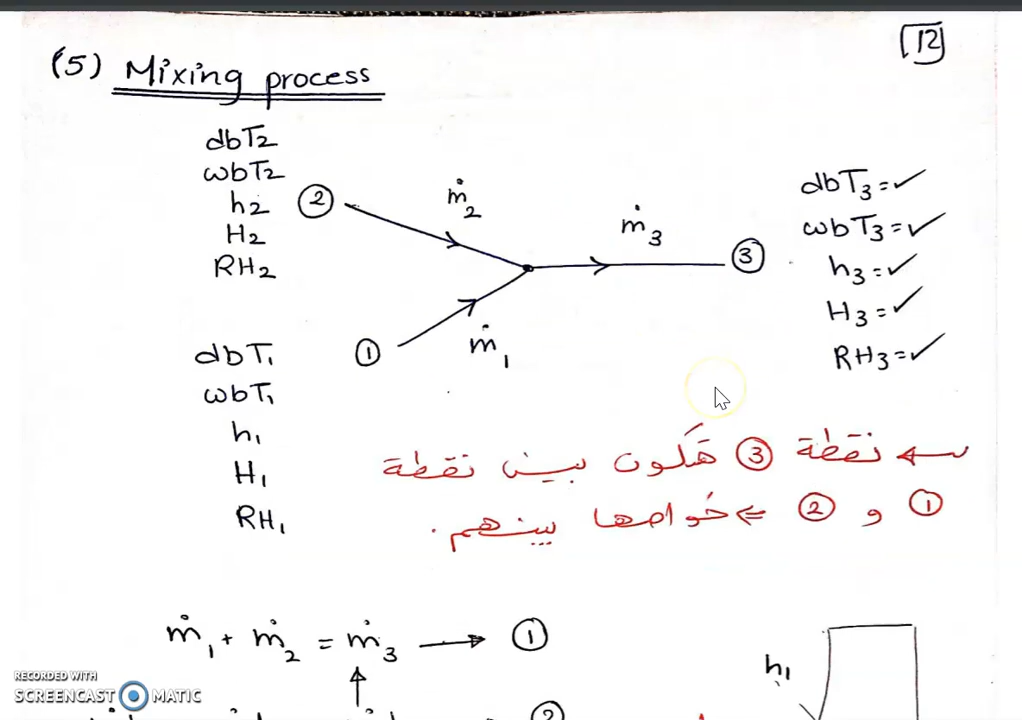 12
(5) Mixing process
dbT2
wbT2
h2
H2
RH2
②
ṁ2
ṁ3
③
dbT3=✓
wbT3=✓
h3=✓
H3=✓
RH3=✓
①
ṁ1
dbT1
wbT1
h1
H1
RH1
نقطة ③ هتكون بين نقطة
① و ② ⇐ خواصها بينهم.
ṁ1 + ṁ2 = ṁ3 → ①
②
h1
RECORDED WITH
SCREENCAST MATIC